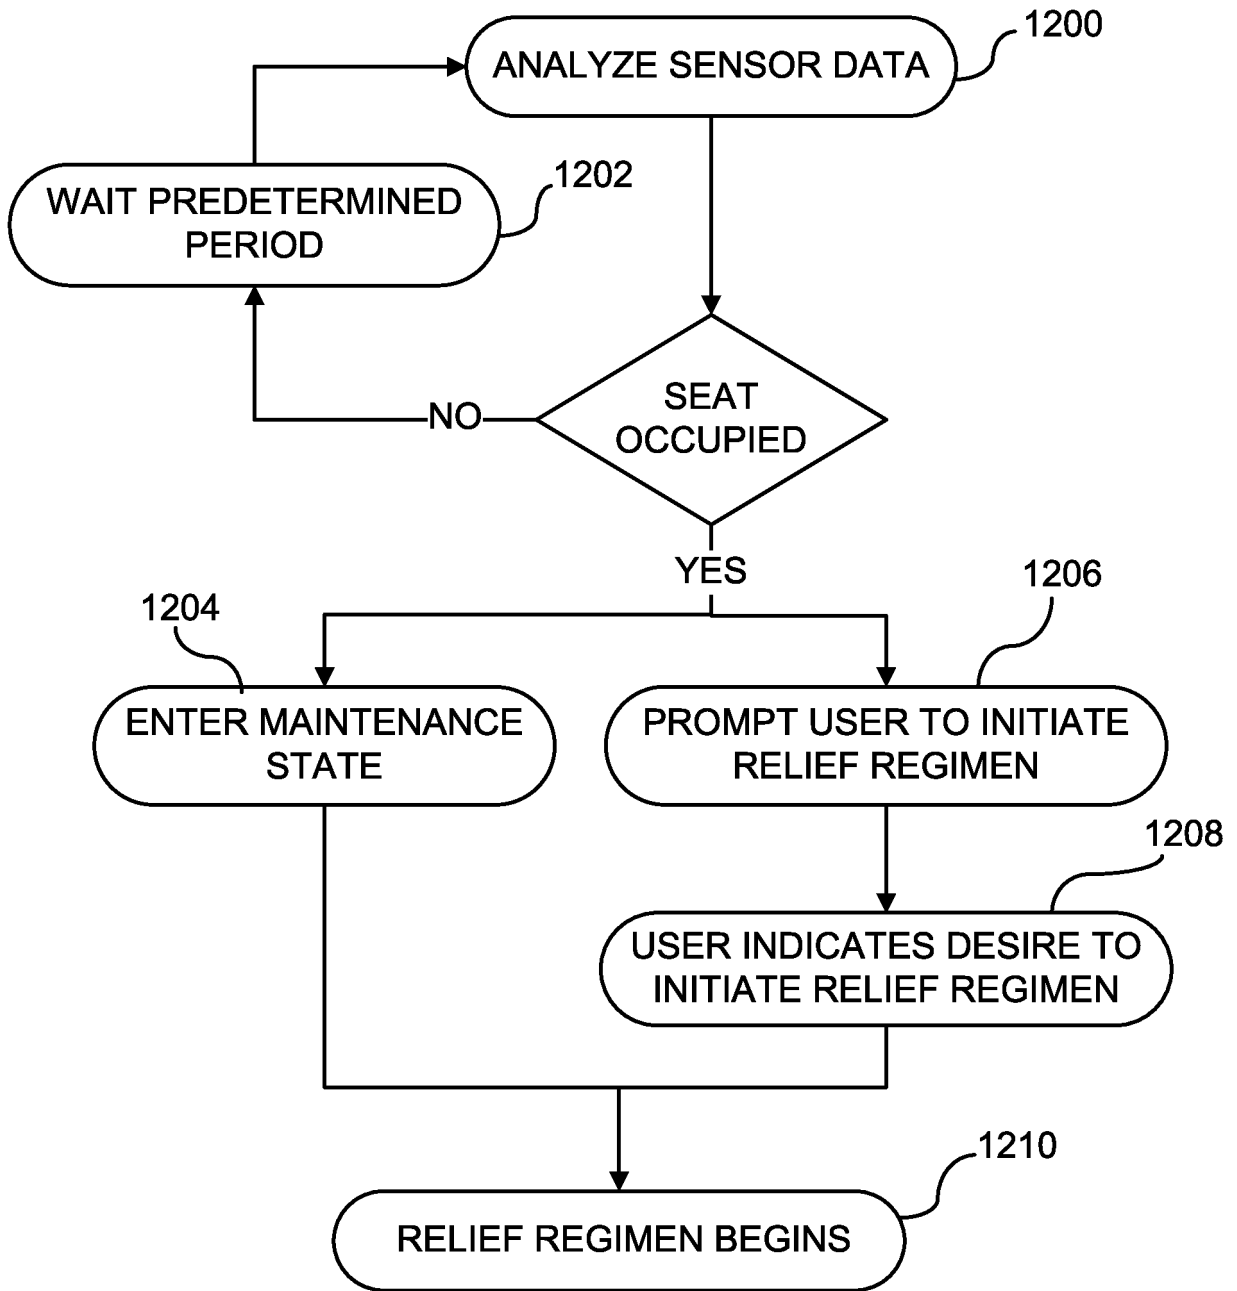 1200
ANALYZE SENSOR DATA
1202
WAIT PREDETERMINED
PERIOD
SEAT
OCCUPIED
NO
YES
1204
1206
ENTER MAINTENANCE
STATE
PROMPT USER TO INITIATE
RELIEF REGIMEN
1208
USER INDICATES DESIRE TO
INITIATE RELIEF REGIMEN
1210
RELIEF REGIMEN BEGINS